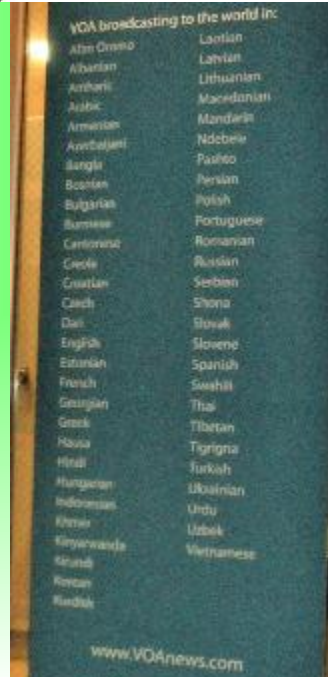 VOA broadcasting to the world in:
Afan Oromo
Albanian
Amharic
Arabic
Armenian
Azerbaijani
Bangla
Bosnian
Bulgarian
Burmese
Cantonese
Creole
Croatian
Czech
Dari
English
Estonian
French
Georgian
Greek
Hausa
Hindi
Hungarian
Indonesian
Khmer
Kinyarwanda
Kirundi
Korean
Kurdish
Laotian
Latvian
Lithuanian
Macedonian
Mandarin
Ndebele
Pashto
Persian
Polish
Portuguese
Romanian
Russian
Serbian
Shona
Slovak
Slovene
Spanish
Swahili
Thai
Tibetan
Tigrigna
Turkish
Ukrainian
Urdu
Uzbek
Vietnamese
www.VOAnews.com